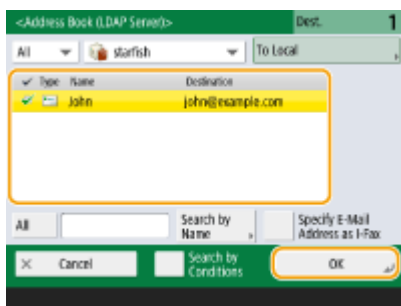 <Address Book (LDAP Server)> Dest. 1
All starfish To Local
Type Name Destination
John john@example.com
All Search by Name Specify E-Mail Address as I-Fax
Cancel Search by Conditions OK